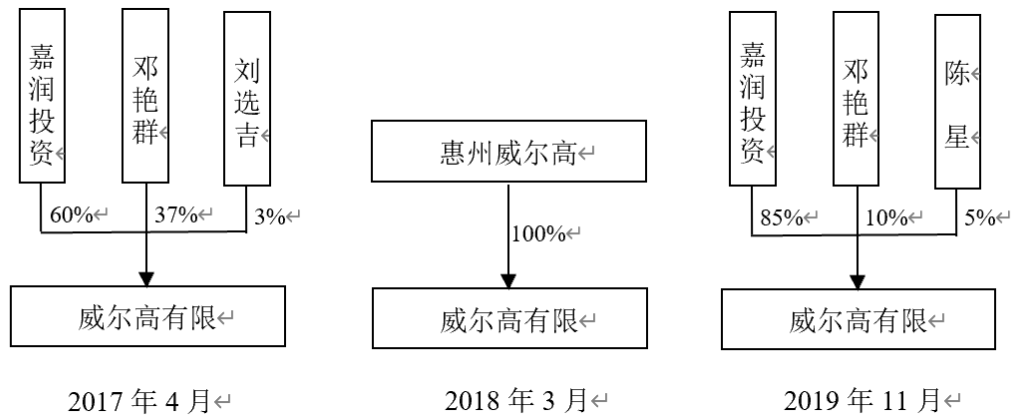 嘉润投资
邓艳群
刘选吉
60%
37%
3%
威尔高有限
2017 年 4 月
惠州威尔高
100%
威尔高有限
2018 年 3 月
嘉润投资
邓艳群
陈星
85%
10%
5%
威尔高有限
2019 年 11 月